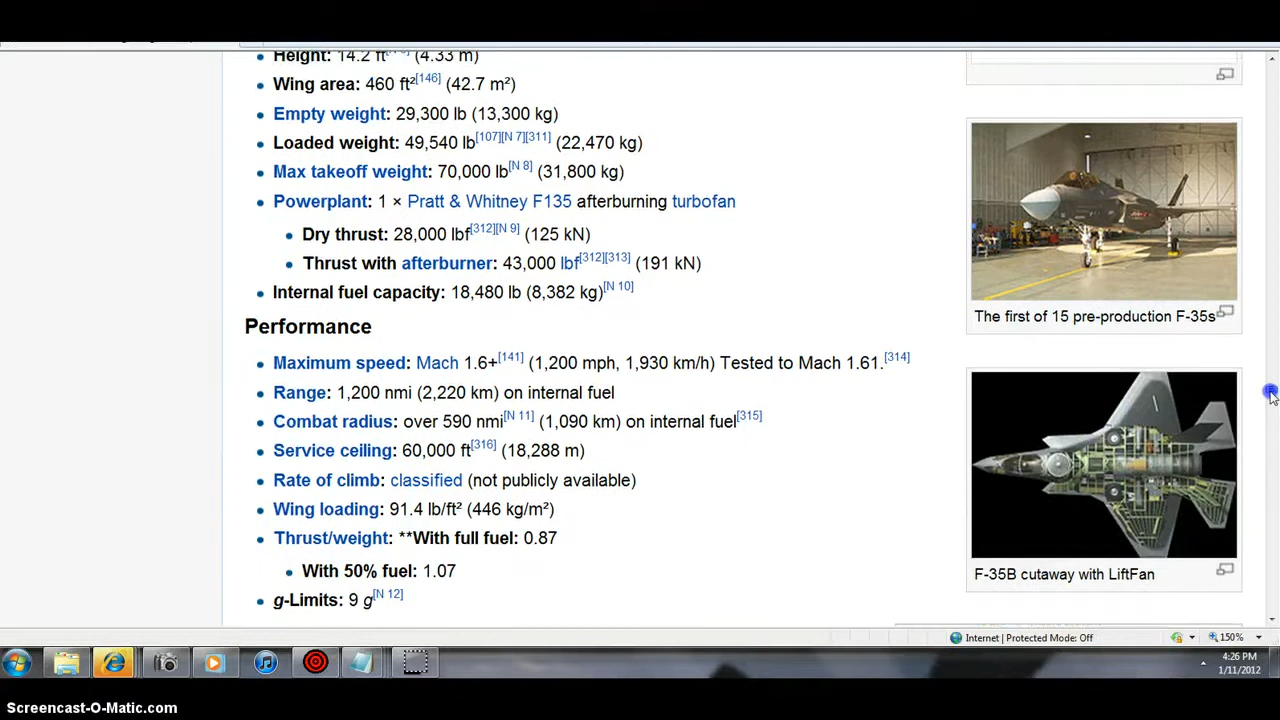 Height: 14.2 ft (4.33 m)
Wing area: 460 ft²[146] (42.7 m²)
Empty weight: 29,300 lb (13,300 kg)
Loaded weight: 49,540 lb[107][N 7][311] (22,470 kg)
Max takeoff weight: 70,000 lb[N 8] (31,800 kg)
Powerplant: 1 × Pratt & Whitney F135 afterburning turbofan
Dry thrust: 28,000 lbf[312][N 9] (125 kN)
Thrust with afterburner: 43,000 lbf[312][313] (191 kN)
Internal fuel capacity: 18,480 lb (8,382 kg)[N 10]
Performance
Maximum speed: Mach 1.6+[141] (1,200 mph, 1,930 km/h) Tested to Mach 1.61.[314]
Range: 1,200 nmi (2,220 km) on internal fuel
Combat radius: over 590 nmi[N 11] (1,090 km) on internal fuel[315]
Service ceiling: 60,000 ft[316] (18,288 m)
Rate of climb: classified (not publicly available)
Wing loading: 91.4 lb/ft² (446 kg/m²)
Thrust/weight: **With full fuel: 0.87
With 50% fuel: 1.07
g-Limits: 9 g[N 12]
The first of 15 pre-production F-35s
F-35B cutaway with LiftFan
Internet | Protected Mode: Off
150%
4:26 PM
1/11/2012
Screencast-O-Matic.com